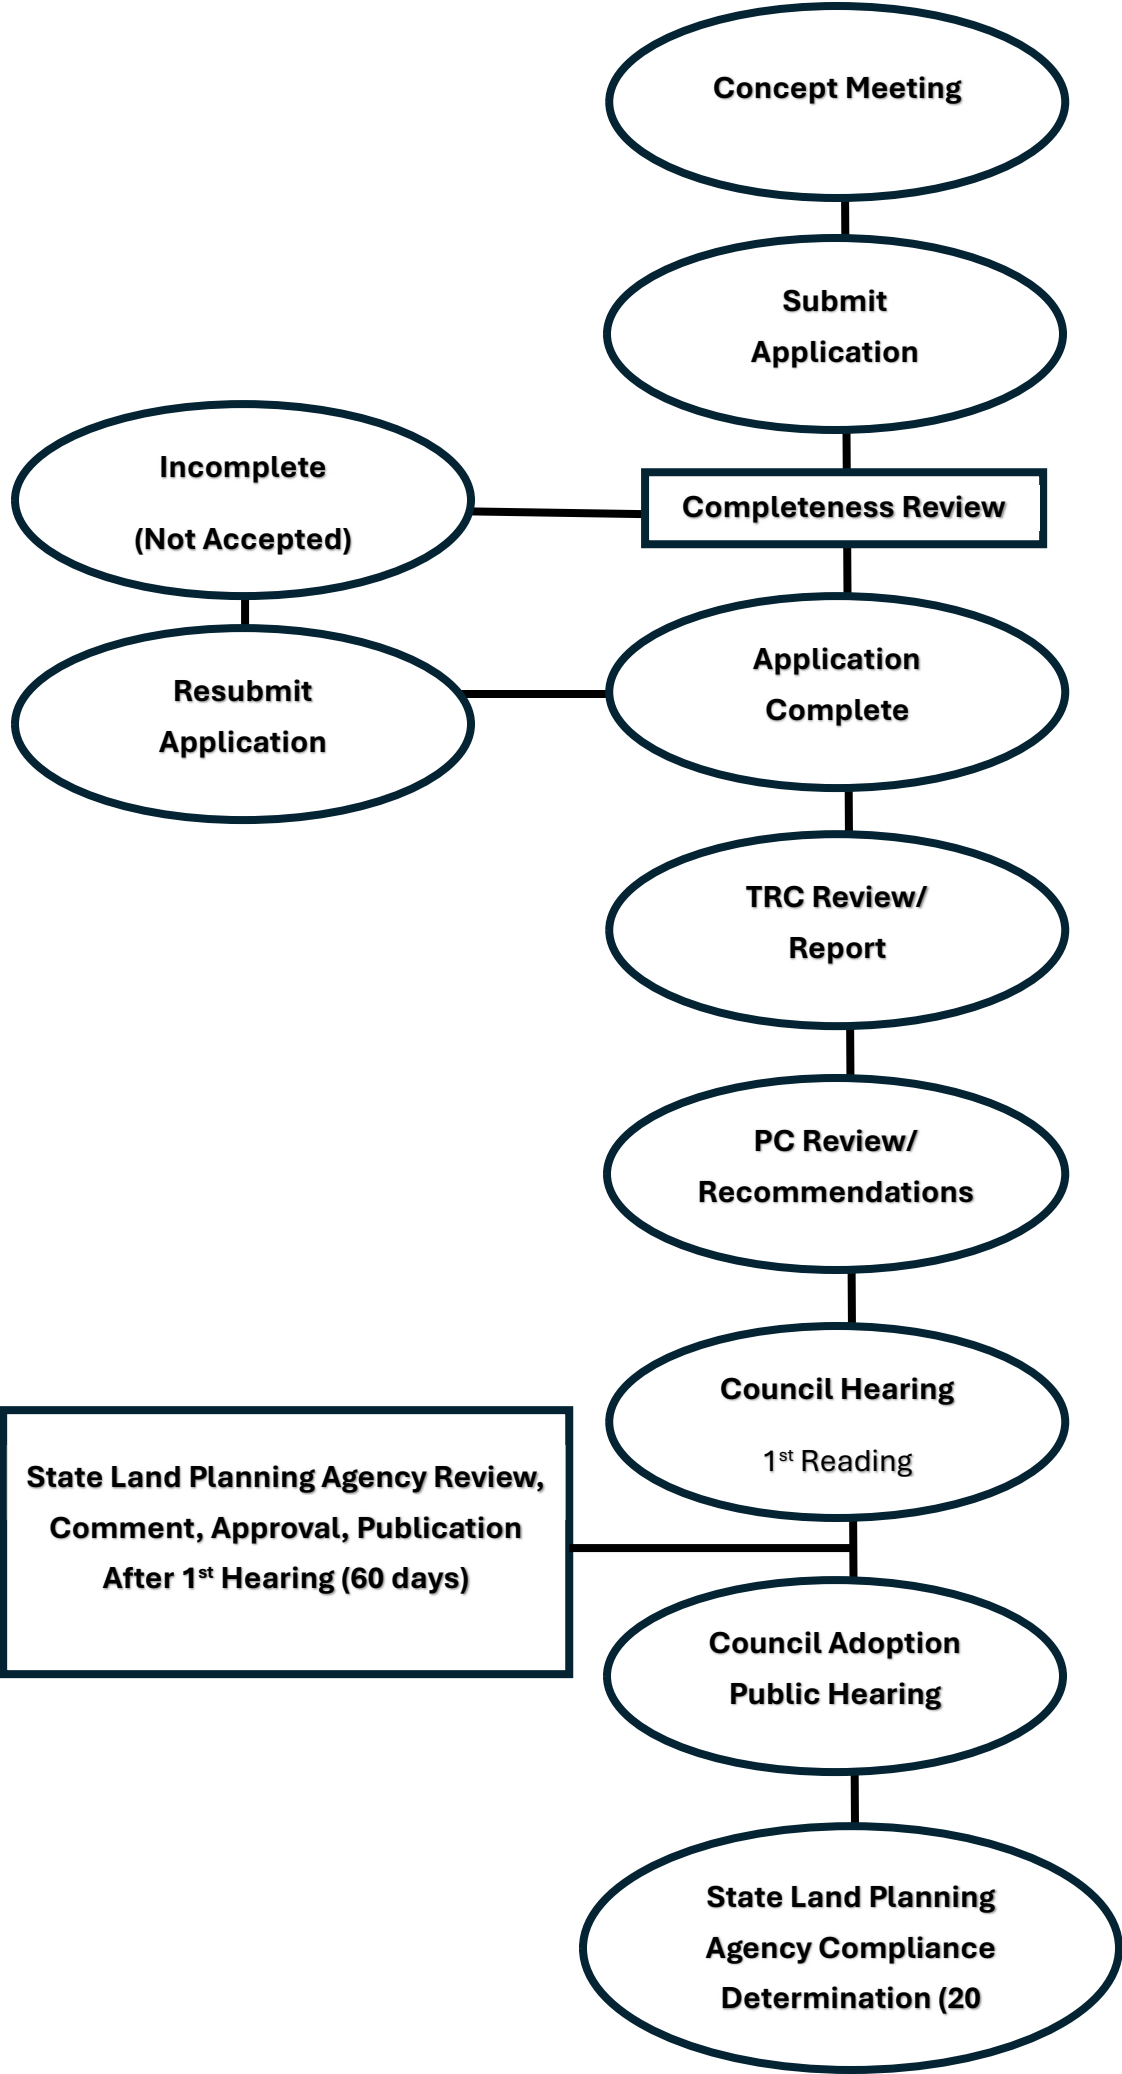 Concept Meeting
Submit
Application
Incomplete
(Not Accepted)
Completeness Review
Resubmit
Application
Application
Complete
TRC Review/
Report
PC Review/
Recommendations
Council Hearing
1st Reading
State Land Planning Agency Review,
Comment, Approval, Publication
After 1st Hearing (60 days)
Council Adoption
Public Hearing
State Land Planning
Agency Compliance
Determination (20